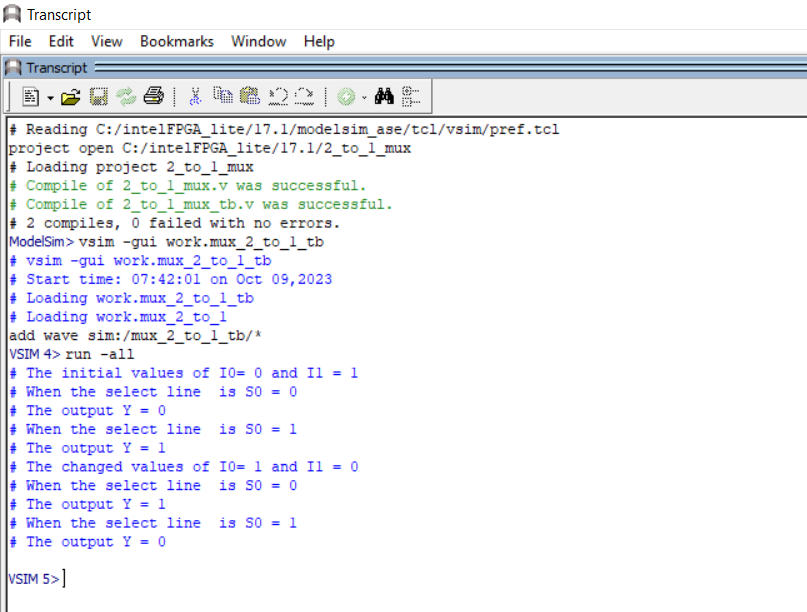 Transcript
File Edit View Bookmarks Window Help
Transcript
# Reading C:/intelFPGA_lite/17.1/modelsim_ase/tcl/vsim/pref.tcl
project open C:/intelFPGA_lite/17.1/2_to_1_mux
# Loading project 2_to_1_mux
# Compile of 2_to_1_mux.v was successful.
# Compile of 2_to_1_mux_tb.v was successful.
# 2 compiles, 0 failed with no errors.
ModelSim> vsim -gui work.mux_2_to_1_tb
# vsim -gui work.mux_2_to_1_tb
# Start time: 07:42:01 on Oct 09,2023
# Loading work.mux_2_to_1_tb
# Loading work.mux_2_to_1
add wave sim:/mux_2_to_1_tb/*
VSIM 4> run -all
# The initial values of I0= 0 and I1 = 1
# When the select line  is S0 = 0
# The output Y = 0
# When the select line  is S0 = 1
# The output Y = 1
# The changed values of I0= 1 and I1 = 0
# When the select line  is S0 = 0
# The output Y = 1
# When the select line  is S0 = 1
# The output Y = 0
VSIM 5>